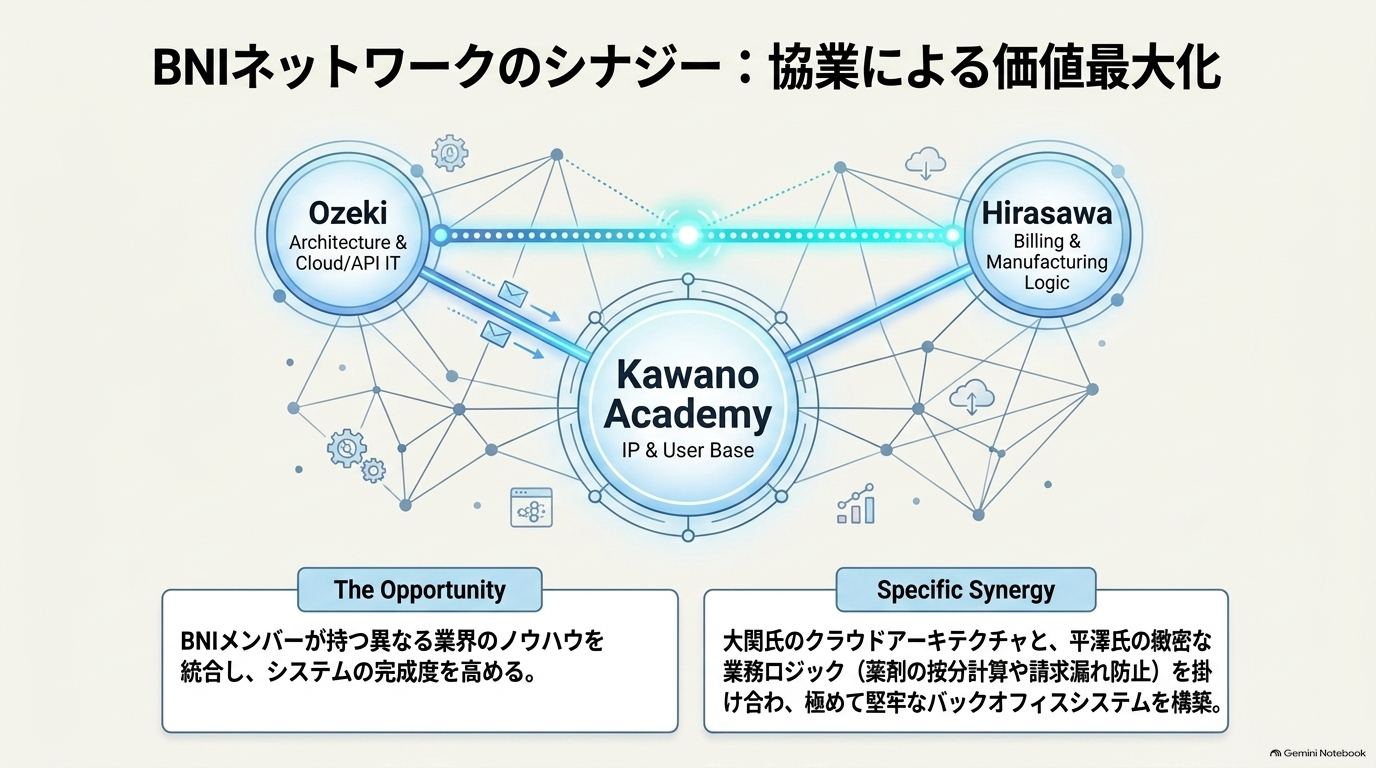 BNIネットワークのシナジー：協業による価値最大化
Ozeki
Architecture &
Cloud/API IT
Hirasawa
Billing &
Manufacturing
Logic
Kawano
Academy
IP & User Base
The Opportunity
BNIメンバーが持つ異なる業界のノウハウを
統合し、システムの完成度を高める。
Specific Synergy
大関氏のクラウドアーキテクチャと、平澤氏の緻密な
業務ロジック（薬剤の按分計算や請求漏れ防止）を掛
け合わ、極めて堅牢なバックオフィスシステムを構築。
Gemini Notebook